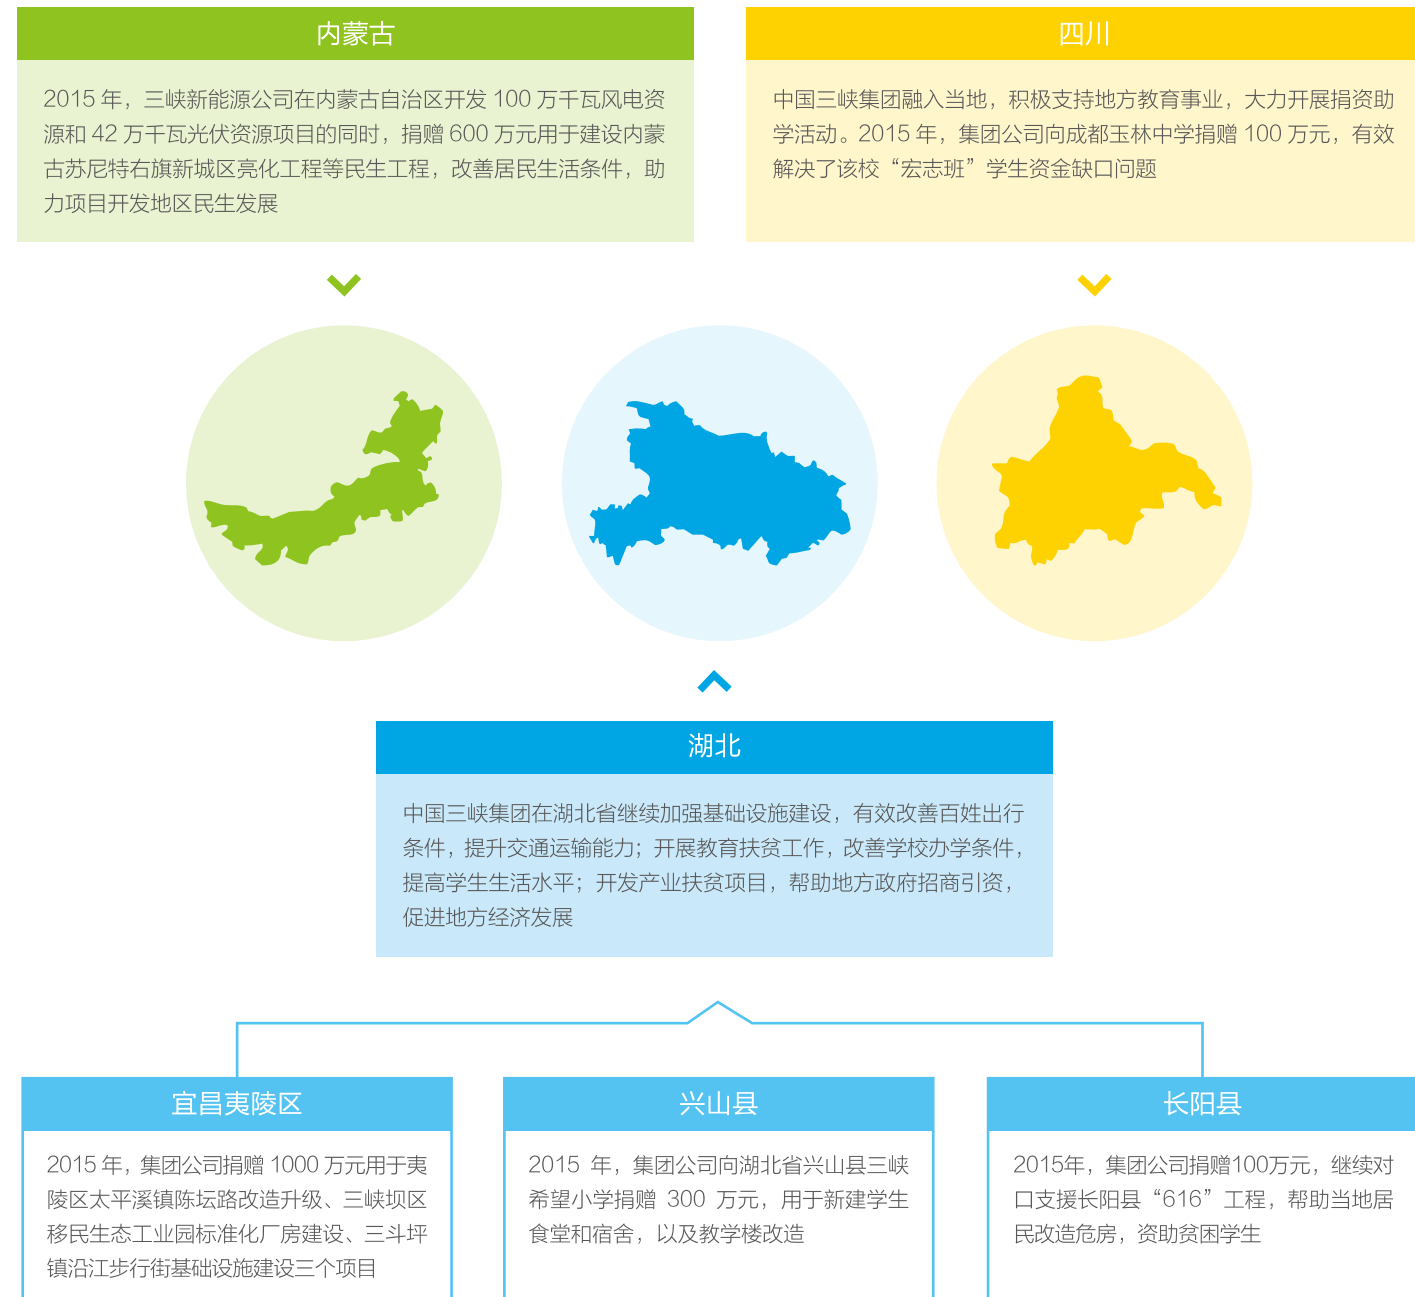 内蒙古
2015 年，三峡新能源公司在内蒙古自治区开发 100 万千瓦风电资
源和 42 万千瓦光伏资源项目的同时，捐赠 600 万元用于建设内蒙
古苏尼特右旗新城区亮化工程等民生工程，改善居民生活条件，助
力项目开发地区民生发展
四川
中国三峡集团融入当地，积极支持地方教育事业，大力开展捐资助
学活动。2015 年，集团公司向成都玉林中学捐赠 100 万元，有效
解决了该校“宏志班”学生资金缺口问题
湖北
中国三峡集团在湖北省继续加强基础设施建设，有效改善百姓出行
条件，提升交通运输能力；开展教育扶贫工作，改善学校办学条件，
提高学生生活水平；开发产业扶贫项目，帮助地方政府招商引资，
促进地方经济发展
宜昌夷陵区
2015 年，集团公司捐赠 1000 万元用于夷
陵区太平溪镇陈坛路改造升级、三峡坝区
移民生态工业园标准化厂房建设、三斗坪
镇沿江步行街基础设施建设三个项目
兴山县
2015 年，集团公司向湖北省兴山县三峡
希望小学捐赠 300 万元，用于新建学生
食堂和宿舍，以及教学楼改造
长阳县
2015年，集团公司捐赠100万元，继续对
口支援长阳县“616”工程，帮助当地居
民改造危房，资助贫困学生